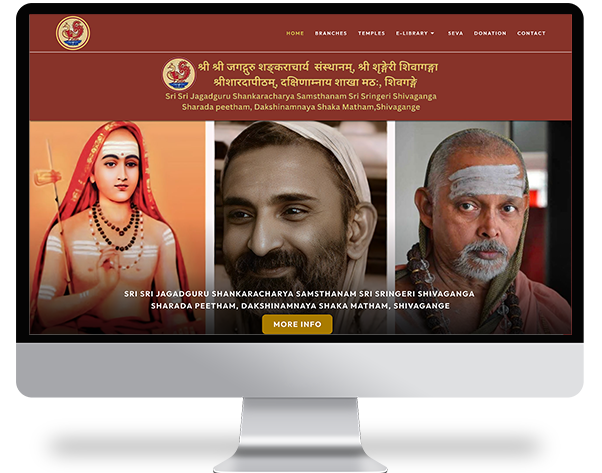 HOME BRANCHES TEMPLES E-LIBRARY SEVA DONATION CONTACT
श्री श्री जगद्गुरु शङ्कराचार्य संस्थानम्, श्री शृङ्गेरी शिवागङ्गा
श्रीशारदापीठम्, दक्षिणाम्नाय शाखा मठः, शिवगङ्गे
Sri Sri Jagadguru Shankaracharya Samsthanam Sri Sringeri Shivaganga
Sharada peetham, Dakshinamnaya Shaka Matham,Shivagange
SRI SRI JAGADGURU SHANKARACHARYA SAMSTHANAM SRI SRINGERI SHIVAGANGA
SHARADA PEETHAM, DAKSHINAMNAYA SHAKA MATHAM, SHIVAGANGE
MORE INFO